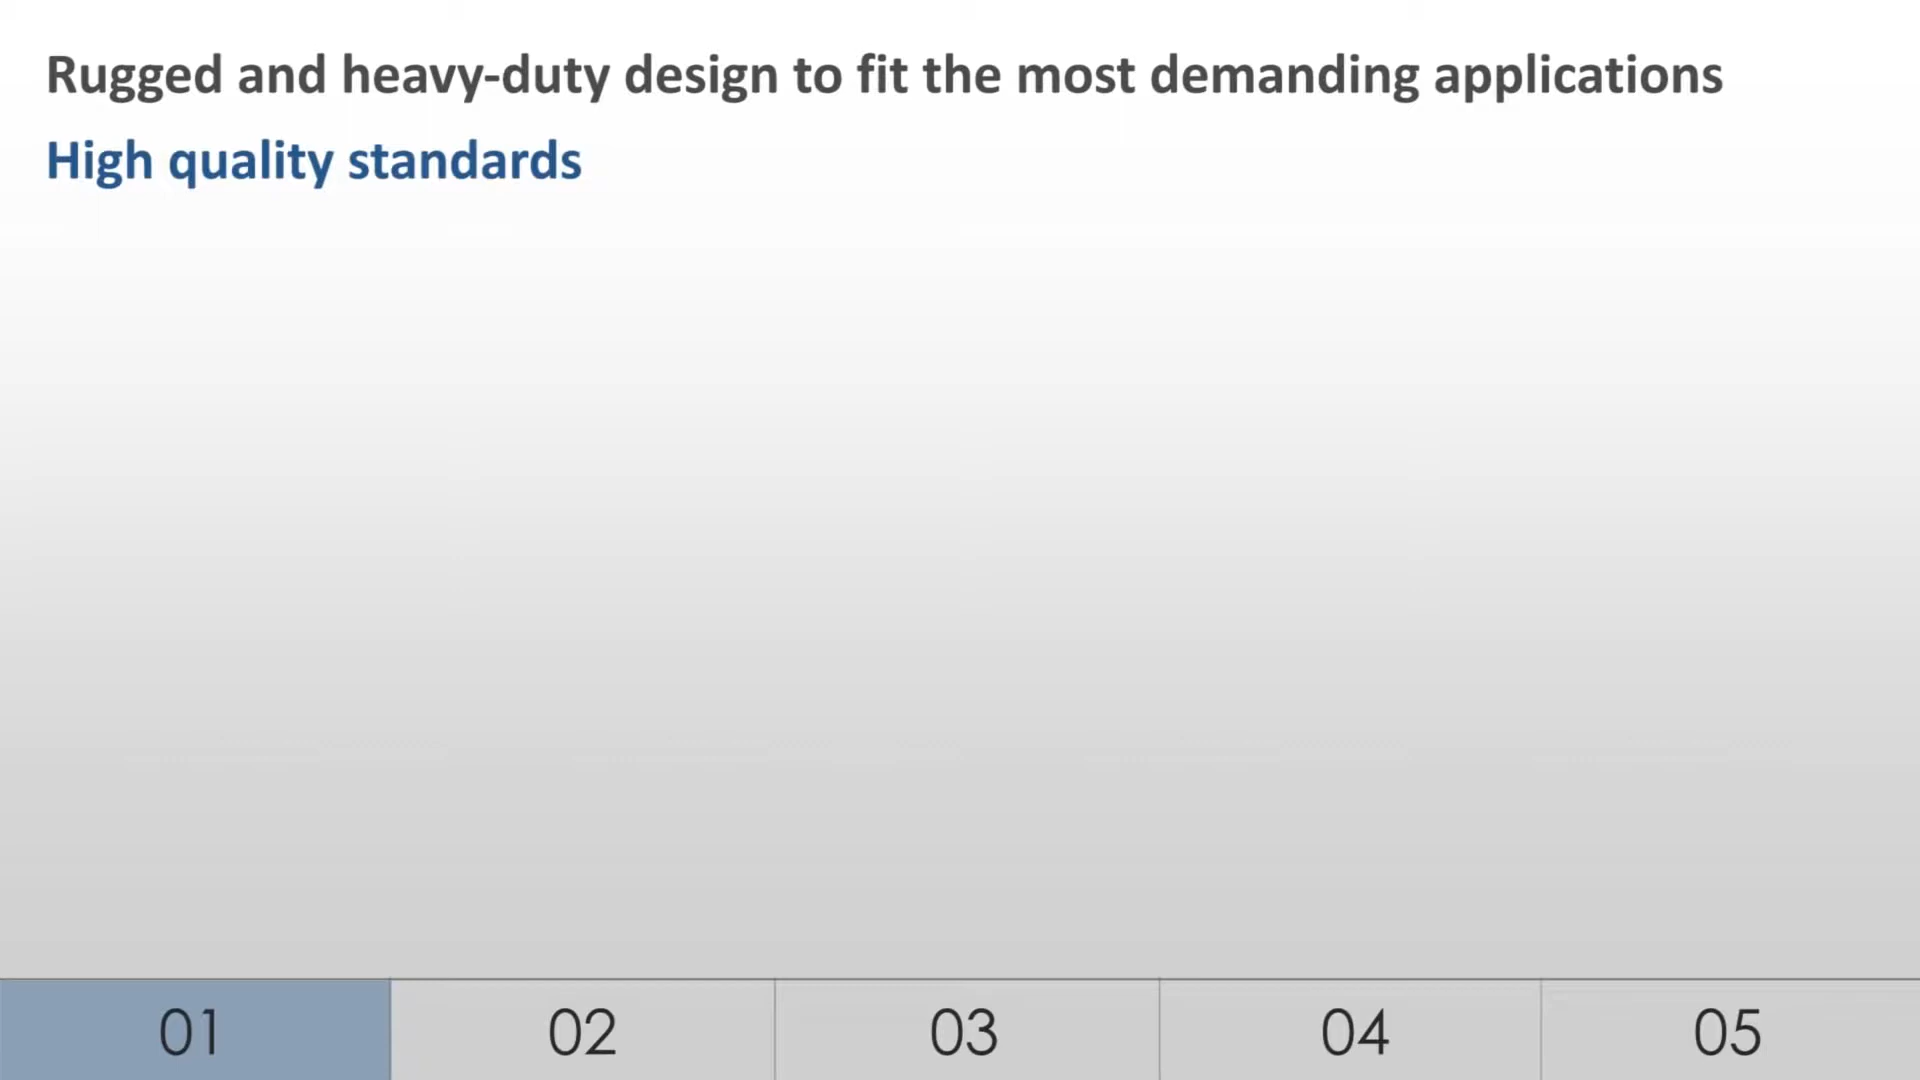 Rugged and heavy-duty design to fit the most demanding applications
High quality standards
01 02 03 04 05